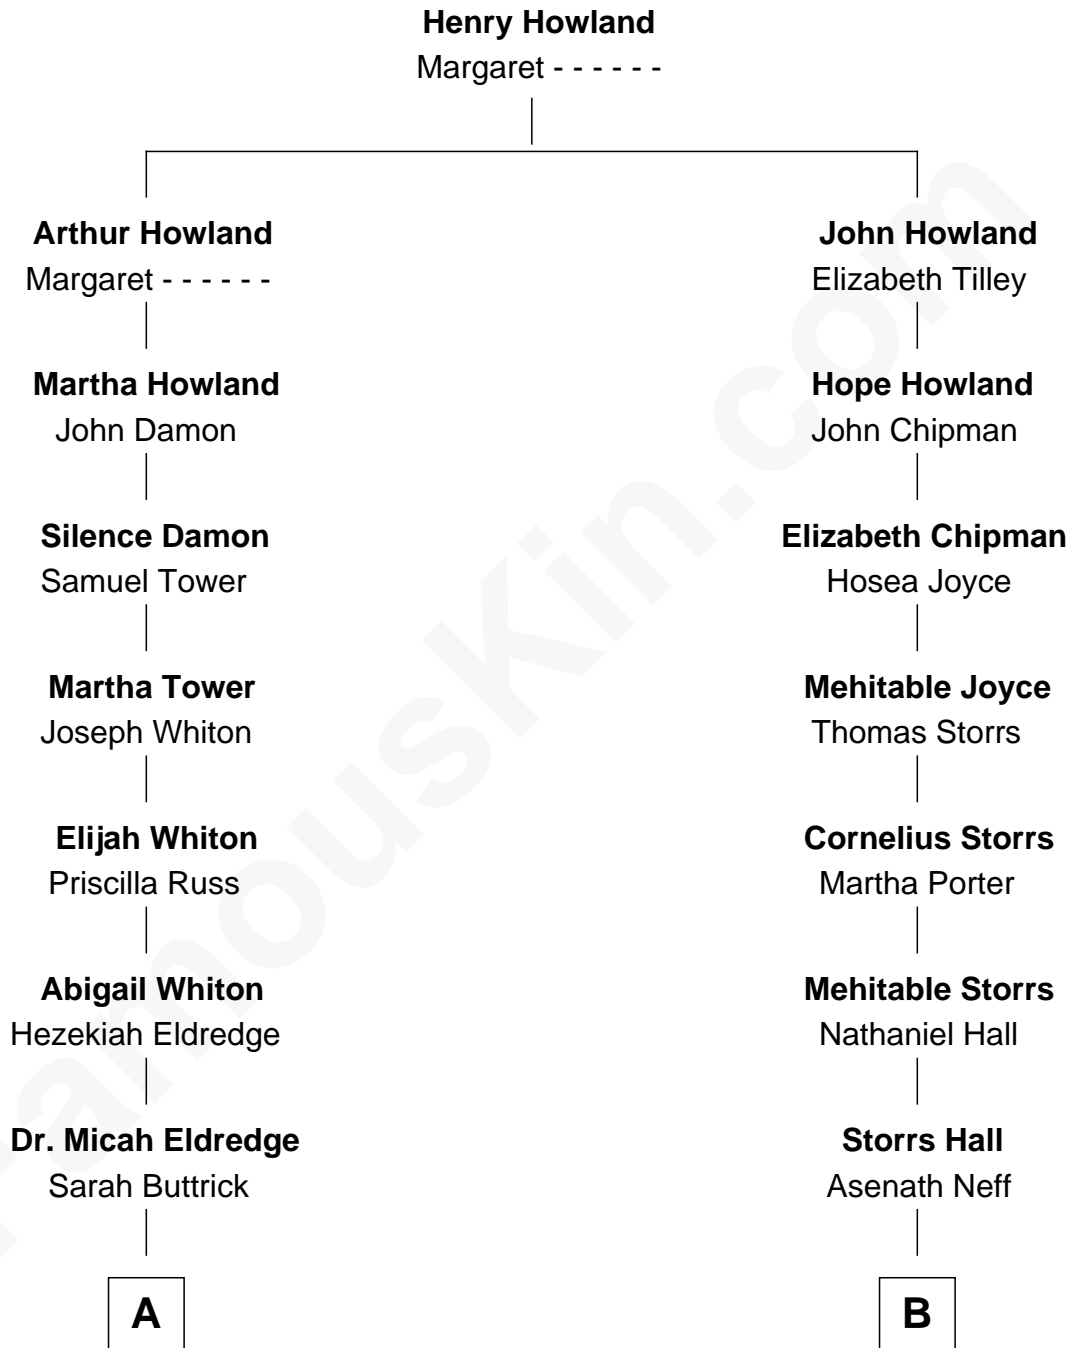 Henry Howland
Margaret - - - - - -
Arthur Howland
Margaret - - - - - -
John Howland
Elizabeth Tilley
Martha Howland
John Damon
Hope Howland
John Chipman
Silence Damon
Samuel Tower
Elizabeth Chipman
Hosea Joyce
Martha Tower
Joseph Whiton
Mehitable Joyce
Thomas Storrs
Elijah Whiton
Priscilla Russ
Cornelius Storrs
Martha Porter
Abigail Whiton
Hezekiah Eldredge
Mehitable Storrs
Nathaniel Hall
Dr. Micah Eldredge
Sarah Buttrick
Storrs Hall
Asenath Neff
A
B
FamousKin.com